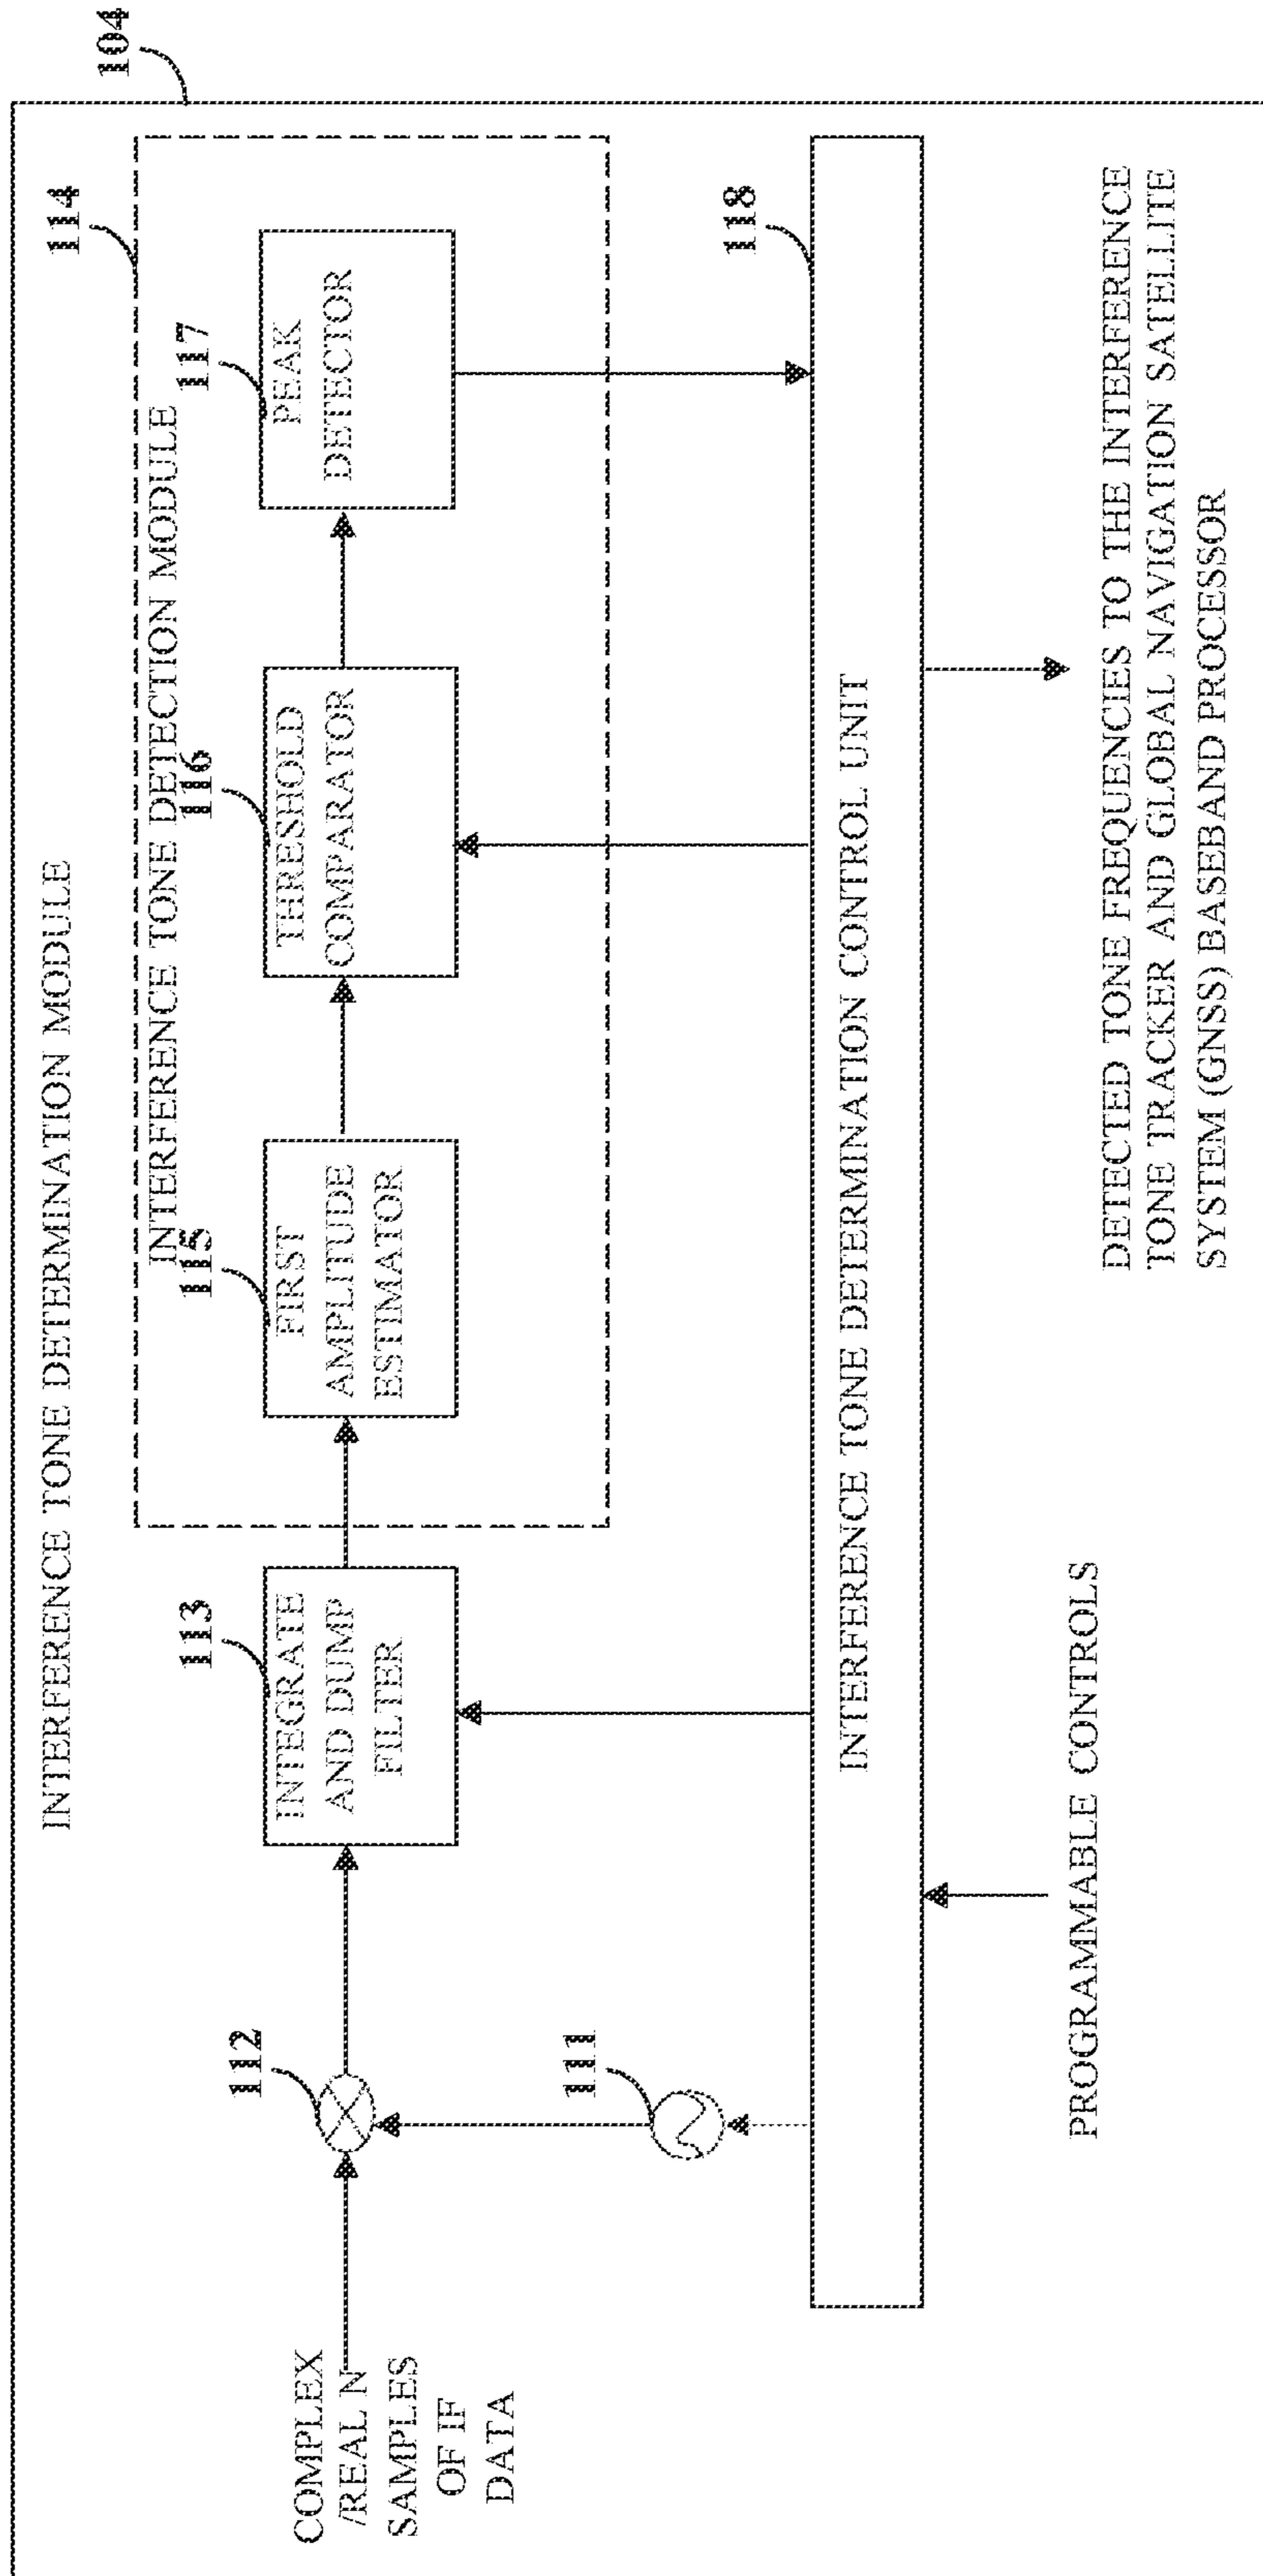 104
INTERFERENCE TONE DETERMINATION MODULE
114
INTERFERENCE TONE DETECTION MODULE
COMPLEX
/REAL N
SAMPLES
OF IF
DATA
112
111
113
INTEGRATE
AND DUMP
FILTER
115
FIRST
AMPLITUDE
ESTIMATOR
116
THRESHOLD
COMPARATOR
117
PEAK
DETECTOR
118
INTERFERENCE TONE DETERMINATION CONTROL UNIT
PROGRAMMABLE CONTROLS
DETECTED TONE FREQUENCIES TO THE INTERFERENCE
TONE TRACKER AND GLOBAL NAVIGATION SATELLITE
SYSTEM (GNSS) BASEBAND PROCESSOR